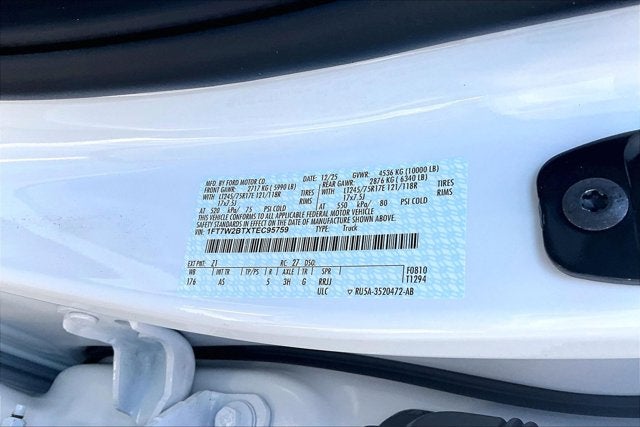 MFD. BY FORD MOTOR CO.
DATE: 12/25 GVWR: 4536 KG (10000 LB)
FRONT GAWR: 2717 KG (5990 LB) REAR GAWR: 2876 KG (6340 LB)
WITH LT245/75R17E 121/118R TIRES WITH LT245/75R17E 121/118R TIRES
17x7.5J RIMS 17x7.5J RIMS
AT 520 kPa/ 75 PSI COLD AT 550 kPa/ 80 PSI COLD
THIS VEHICLE CONFORMS TO ALL APPLICABLE FEDERAL MOTOR VEHICLE
SAFETY STANDARDS IN EFFECT ON THE DATE OF MANUFACTURE SHOWN ABOVE.
VIN: 1FT7W2BTXTEC95759 TYPE: Truck
EXT PNT: Z1 RC: 27 DSO:
WB INT TR TP/PS R AXLE TR SPR F0810
176 AS 5 3H G RRJJ T1294
ULC RU5A-3520472-AB